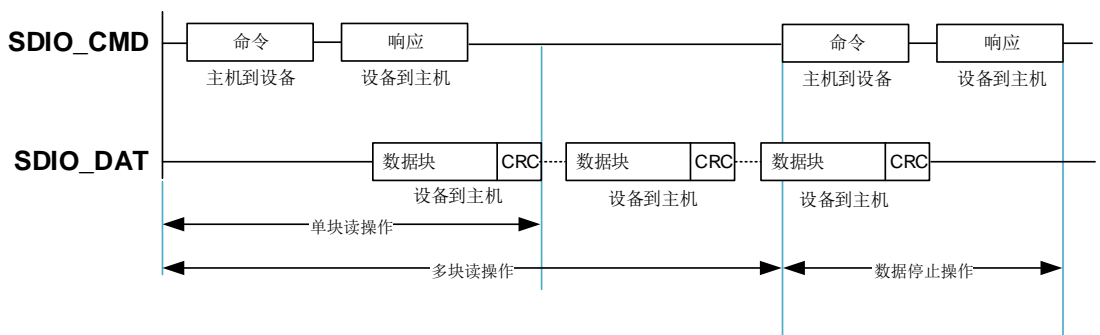 SDIO_CMD 命令 响应 命令 响应
主机到设备 设备到主机 主机到设备 设备到主机
SDIO_DAT 数据块 CRC 数据块 CRC 数据块 CRC
设备到主机 设备到主机 设备到主机
单块读操作
多块读操作 数据停止操作